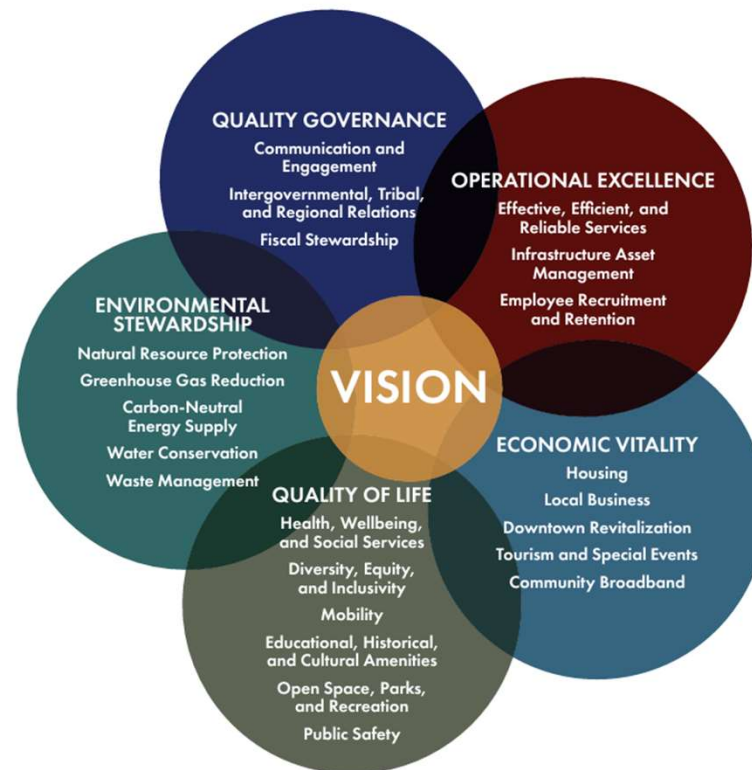 QUALITY GOVERNANCE
Communication and
Engagement
Intergovernmental, Tribal,
and Regional Relations
Fiscal Stewardship
OPERATIONAL EXCELLENCE
Effective, Efficient, and
Reliable Services
Infrastructure Asset
Management
Employee Recruitment
and Retention
ENVIRONMENTAL
STEWARDSHIP
Natural Resource Protection
Greenhouse Gas Reduction
Carbon-Neutral
Energy Supply
Water Conservation
Waste Management
VISION
ECONOMIC VITALITY
Housing
Local Business
Downtown Revitalization
Tourism and Special Events
Community Broadband
QUALITY OF LIFE
Health, Wellbeing,
and Social Services
Diversity, Equity,
and Inclusivity
Mobility
Educational, Historical,
and Cultural Amenities
Open Space, Parks,
and Recreation
Public Safety